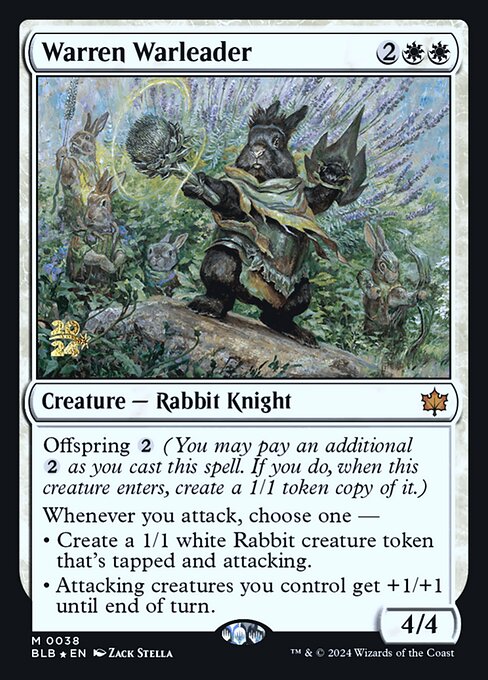 Warren Warleader 2
2024
Creature — Rabbit Knight
Offspring 2 (You may pay an additional
2 as you cast this spell. If you do, when this
creature enters, create a 1/1 token copy of it.)
Whenever you attack, choose one —
• Create a 1/1 white Rabbit creature token
that's tapped and attacking.
• Attacking creatures you control get +1/+1
until end of turn.
4/4
M 0038
BLB ★ EN Zack Stella
™ & © 2024 Wizards of the Coast